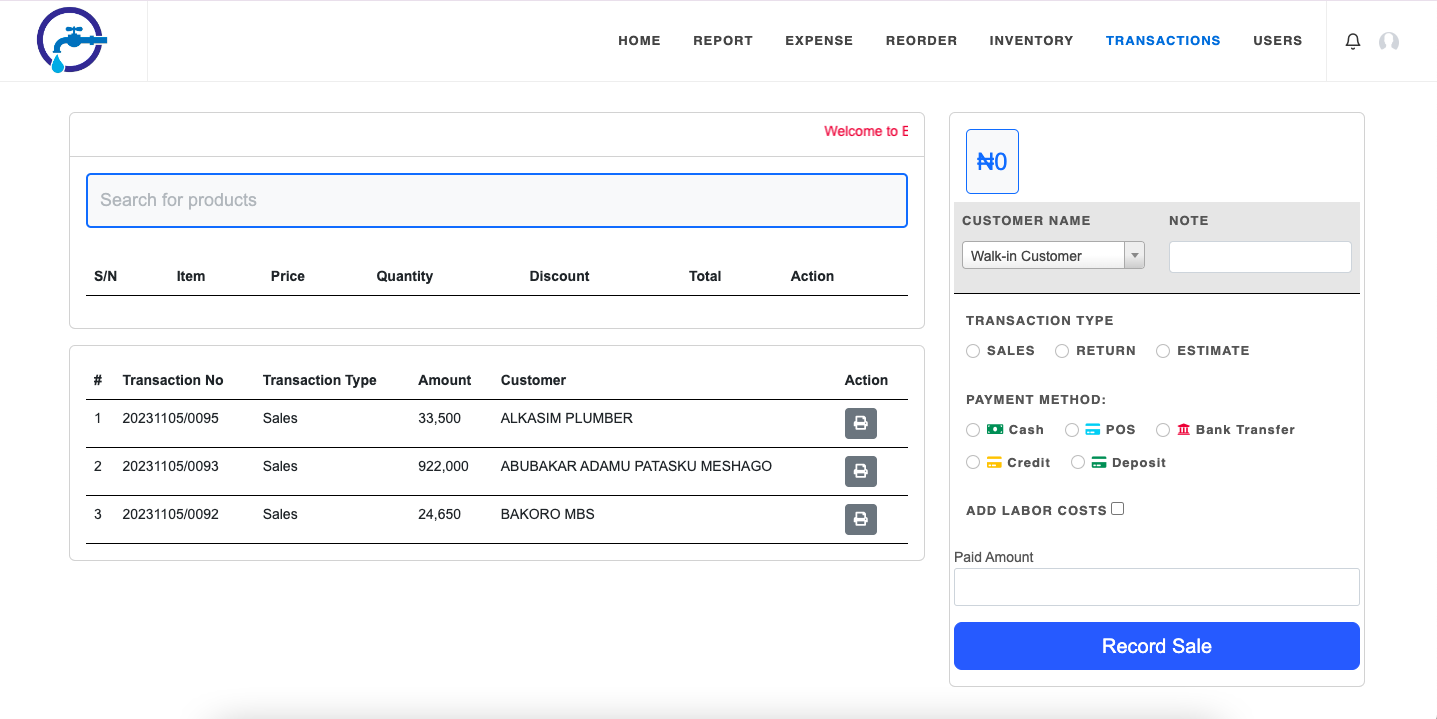 HOME REPORT EXPENSE REORDER INVENTORY TRANSACTIONS USERS
Welcome to
Search for products
S/N Item Price Quantity Discount Total Action
# Transaction No Transaction Type Amount Customer Action
1 20231105/0095 Sales 33,500 ALKASIM PLUMBER
2 20231105/0093 Sales 922,000 ABUBAKAR ADAMU PATASKU MESHAGO
3 20231105/0092 Sales 24,650 BAKORO MBS
₦0
CUSTOMER NAME NOTE
Walk-in Customer
TRANSACTION TYPE
SALES RETURN ESTIMATE
PAYMENT METHOD:
Cash POS Bank Transfer
Credit Deposit
ADD LABOR COSTS
Paid Amount
Record Sale